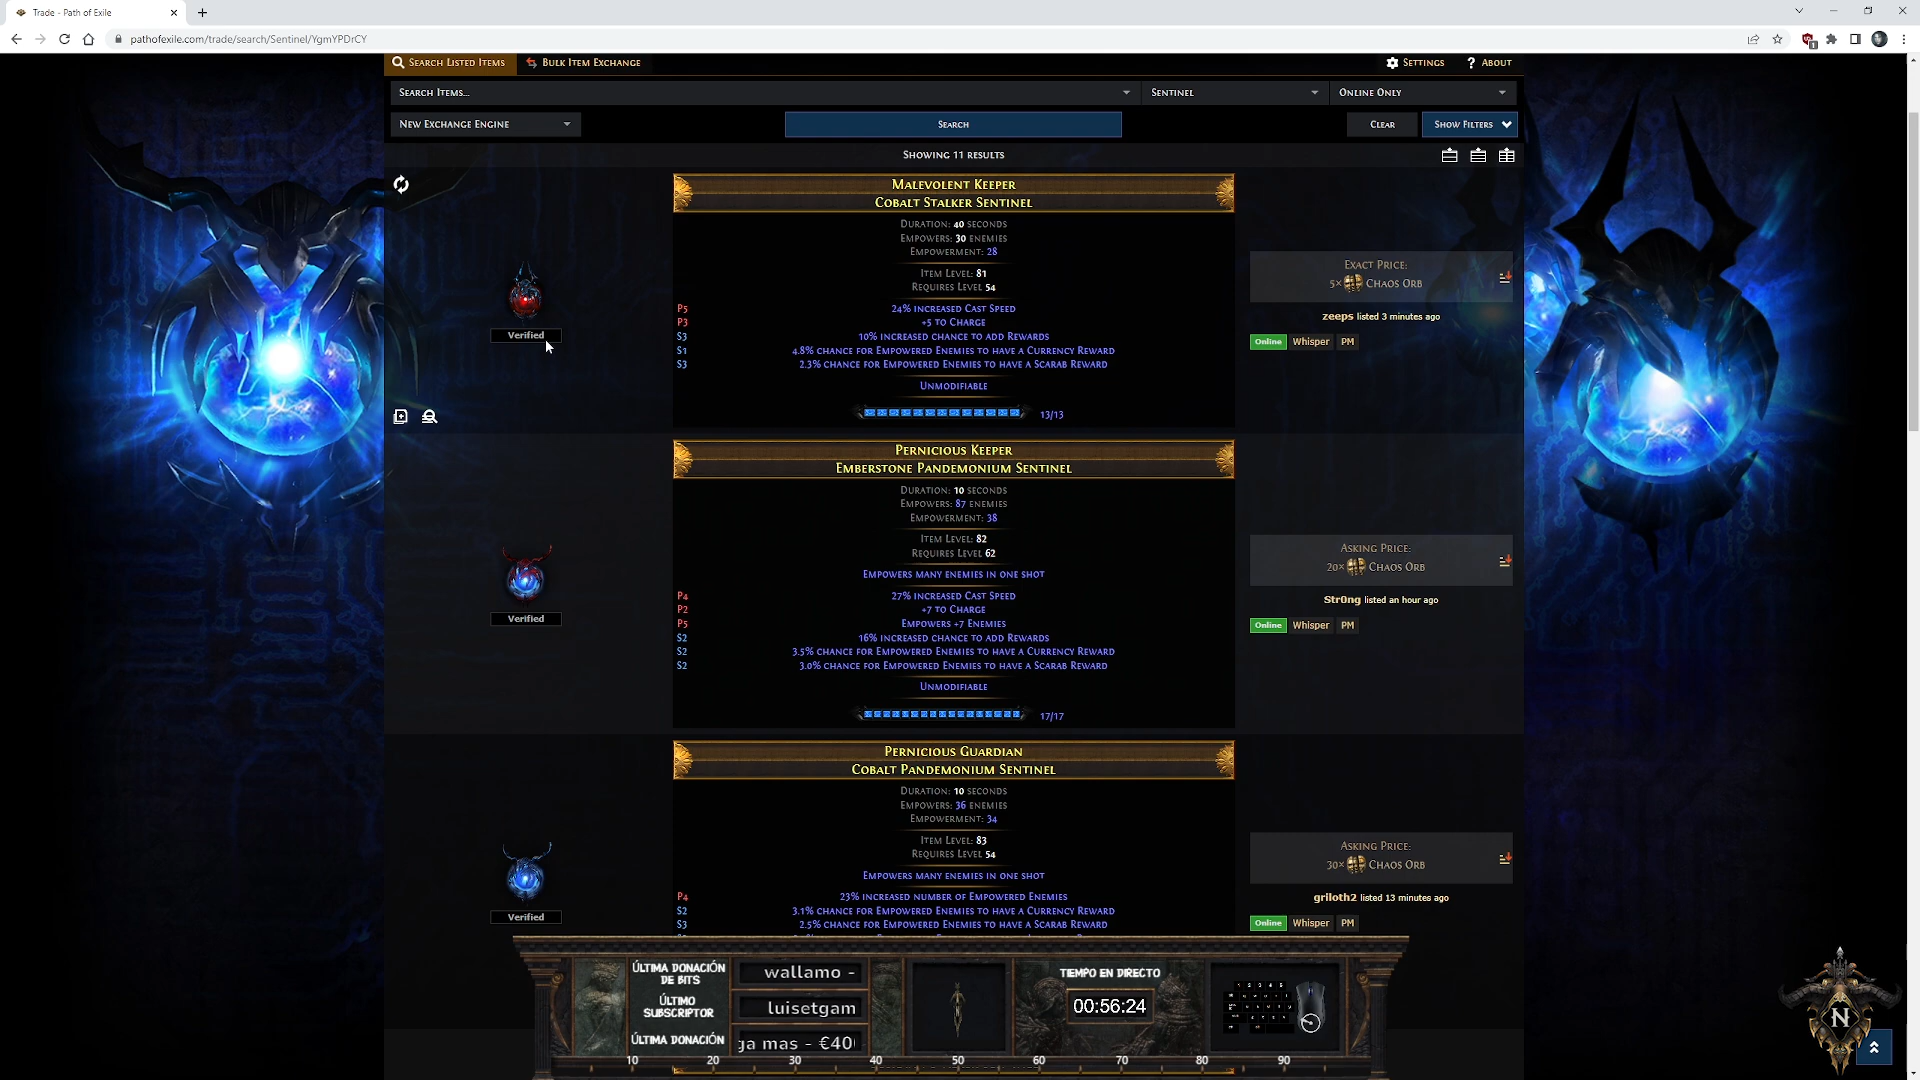 Trade - Path of Exile
pathofexile.com/trade/search/Sentinel/YgmYPDrCY
1
Search Listed Items
Bulk Item Exchange
Settings
? About
Search Items...
Sentinel
Online Only
New Exchange Engine
Search
Clear
Show Filters
Showing 11 results
Malevolent Keeper
Cobalt Stalker Sentinel
Duration: 40 seconds
Empowers: 30 enemies
Empowerment: 28
Item Level: 81
Requires Level 54
P5 24% increased Cast Speed
P3 +5 to Charge
S3 10% increased chance to add Rewards
S1 4.8% chance for Empowered Enemies to have a Currency Reward
S3 2.3% chance for Empowered Enemies to have a Scarab Reward
Unmodifiable
13/13
Verified
Exact Price:
5× Chaos Orb
zeeps listed 3 minutes ago
Online Whisper PM
Pernicious Keeper
Emberstone Pandemonium Sentinel
Duration: 10 seconds
Empowers: 87 enemies
Empowerment: 38
Item Level: 82
Requires Level 62
Empowers many enemies in one shot
P4 27% increased Cast Speed
P2 +7 to Charge
P5 Empowers +7 Enemies
S2 16% increased chance to add Rewards
S2 3.5% chance for Empowered Enemies to have a Currency Reward
S2 3.0% chance for Empowered Enemies to have a Scarab Reward
Unmodifiable
17/17
Verified
Asking Price:
20× Chaos Orb
Str0ng listed an hour ago
Online Whisper PM
Pernicious Guardian
Cobalt Pandemonium Sentinel
Duration: 10 seconds
Empowers: 36 enemies
Empowerment: 34
Item Level: 83
Requires Level 54
Empowers many enemies in one shot
P4 23% increased number of Empowered Enemies
S2 3.1% chance for Empowered Enemies to have a Currency Reward
S3 2.5% chance for Empowered Enemies to have a Scarab Reward
Verified
Asking Price:
30× Chaos Orb
griloth2 listed 13 minutes ago
Online Whisper PM
ÚLTIMA DONACIÓN
DE BITS
wallamo -
ÚLTIMO
SUBSCRIPTOR
luisetgam
ÚLTIMA DONACIÓN
ga mas - €40
TIEMPO EN DIRECTO
00:56:24
10 20 30 40 50 60 70 80 90
N